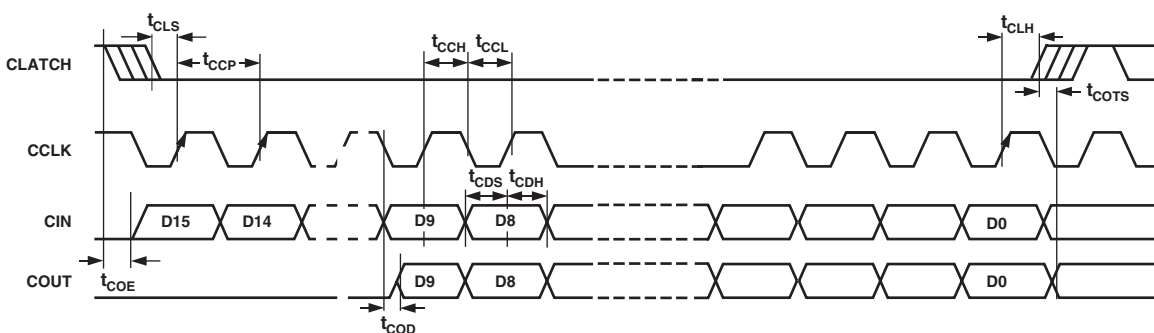 tCLS
tCCP
tCCH tCCL
tCLH
CLATCH
tCOTS
CCLK
tCDS tCDH
CIN D15 D14 D9 D8 D0
tCOE
COUT D9 D8 D0
tCOD